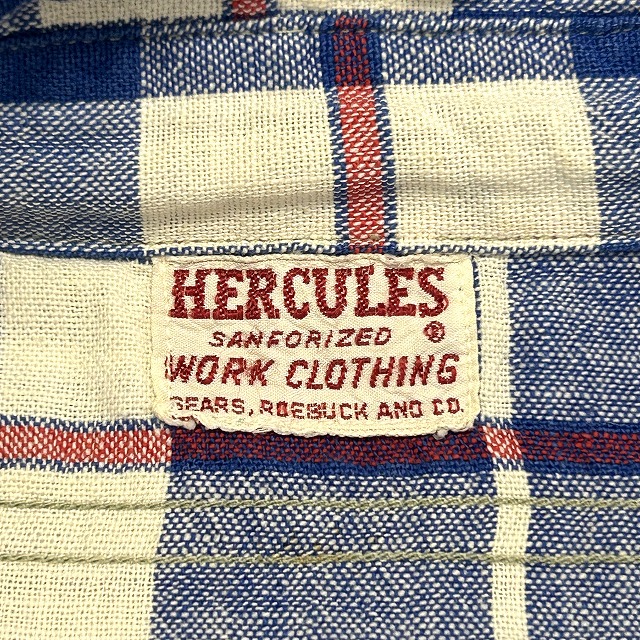 HERCULES
SANFORIZED ®
WORK CLOTHING
SEARS, ROEBUCK AND CO.